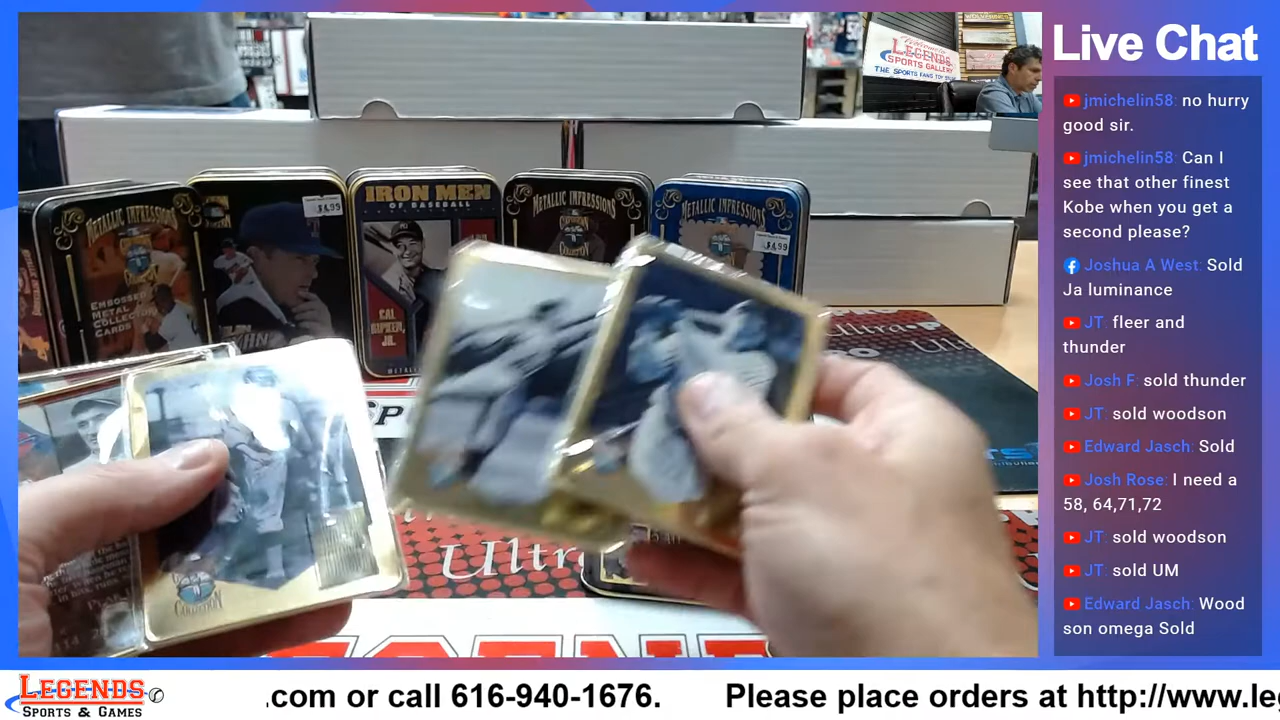 Live Chat
jmichelin58: no hurry
good sir.
jmichelin58: Can I
see that other finest
Kobe when you get a
second please?
Joshua A West: Sold
Ja luminance
JT: fleer and
thunder
Josh F: sold thunder
JT: sold woodson
Edward Jasch: Sold
Josh Rose: I need a
58, 64,71,72
JT: sold woodson
JT: sold UM
Edward Jasch: Wood
son omega Sold
LEGENDS
SPORTS GALLERY
THE SPORTS FANS TOY
METALLIC IMPRESSIONS
EMBOSSED
METAL
COLLECTOR
CARDS
$4.99
IRON MEN
OF BASEBALL
CAL
RIPKEN,
JR.
METALLIC IMPRESSIONS
METALLIC IMPRESSIONS
$4.99
Ultra
LEGENDS
SPORTS & GAMES
.com or call 616-940-1676.
Please place orders at http://www.le